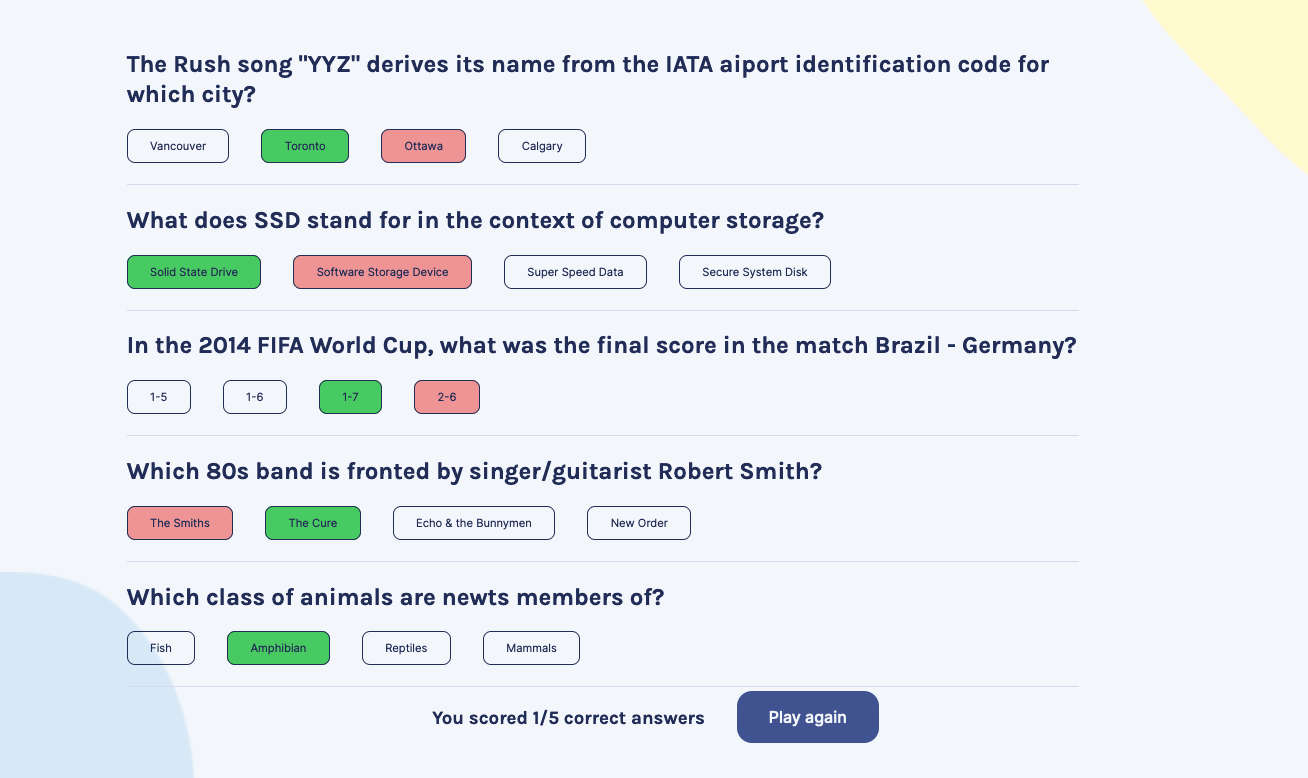 The Rush song "YYZ" derives its name from the IATA aiport identification code for
which city?
Vancouver Toronto Ottawa Calgary
What does SSD stand for in the context of computer storage?
Solid State Drive Software Storage Device Super Speed Data Secure System Disk
In the 2014 FIFA World Cup, what was the final score in the match Brazil - Germany?
1-5 1-6 1-7 2-6
Which 80s band is fronted by singer/guitarist Robert Smith?
The Smiths The Cure Echo & the Bunnymen New Order
Which class of animals are newts members of?
Fish Amphibian Reptiles Mammals
You scored 1/5 correct answers Play again